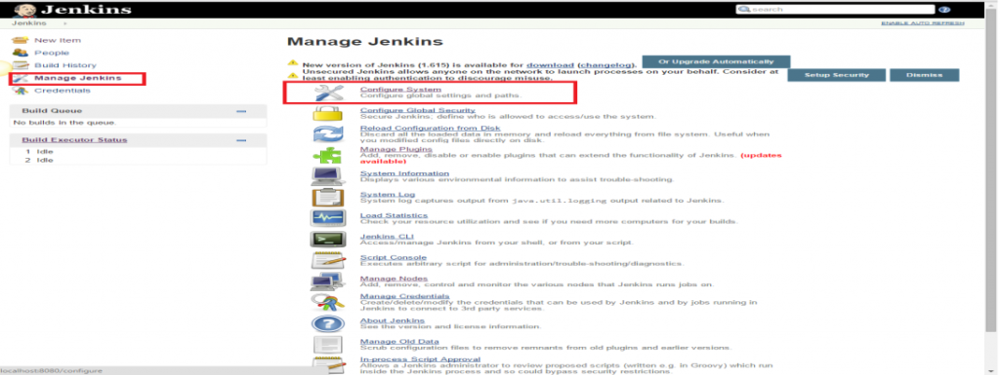 Jenkins
search
Jenkins
ENABLE AUTO REFRESH
New Item
People
Build History
Manage Jenkins
Credentials
Build Queue
No builds in the queue.
Build Executor Status
1 Idle
2 Idle
Manage Jenkins
New version of Jenkins (1.615) is available for download (changelog).
Or Upgrade Automatically
Unsecured Jenkins allows anyone on the network to launch processes on your behalf. Consider at
least enabling authentication to discourage misuse.
Setup Security
Dismiss
Configure System
Configure global settings and paths.
Configure Global Security
Secure Jenkins; define who is allowed to access/use the system.
Reload Configuration from Disk
Discard all the loaded data in memory and reload everything from file system. Useful when
you modified config files directly on disk.
Manage Plugins
Add, remove, disable or enable plugins that can extend the functionality of Jenkins. (updates
available)
System Information
Displays various environmental information to assist trouble-shooting.
System Log
System log captures output from java.util.logging output related to Jenkins.
Load Statistics
Check your resource utilization and see if you need more computers for your builds.
Jenkins CLI
Access/manage Jenkins from your shell, or from your script.
Script Console
Executes arbitrary script for administration/trouble-shooting/diagnostics.
Manage Nodes
Add, remove, control and monitor the various nodes that Jenkins runs jobs on.
Manage Credentials
Create/delete/modify the credentials that can be used by Jenkins and by jobs running in
Jenkins to connect to 3rd party services.
About Jenkins
See the version and license information.
Manage Old Data
Scrub configuration files to remove remnants from old plugins and earlier versions.
In-process Script Approval
Allows a Jenkins administrator to review proposed scripts (written e.g. in Groovy) which run
inside the Jenkins process and so could bypass security restrictions.
localhost:8080/configure